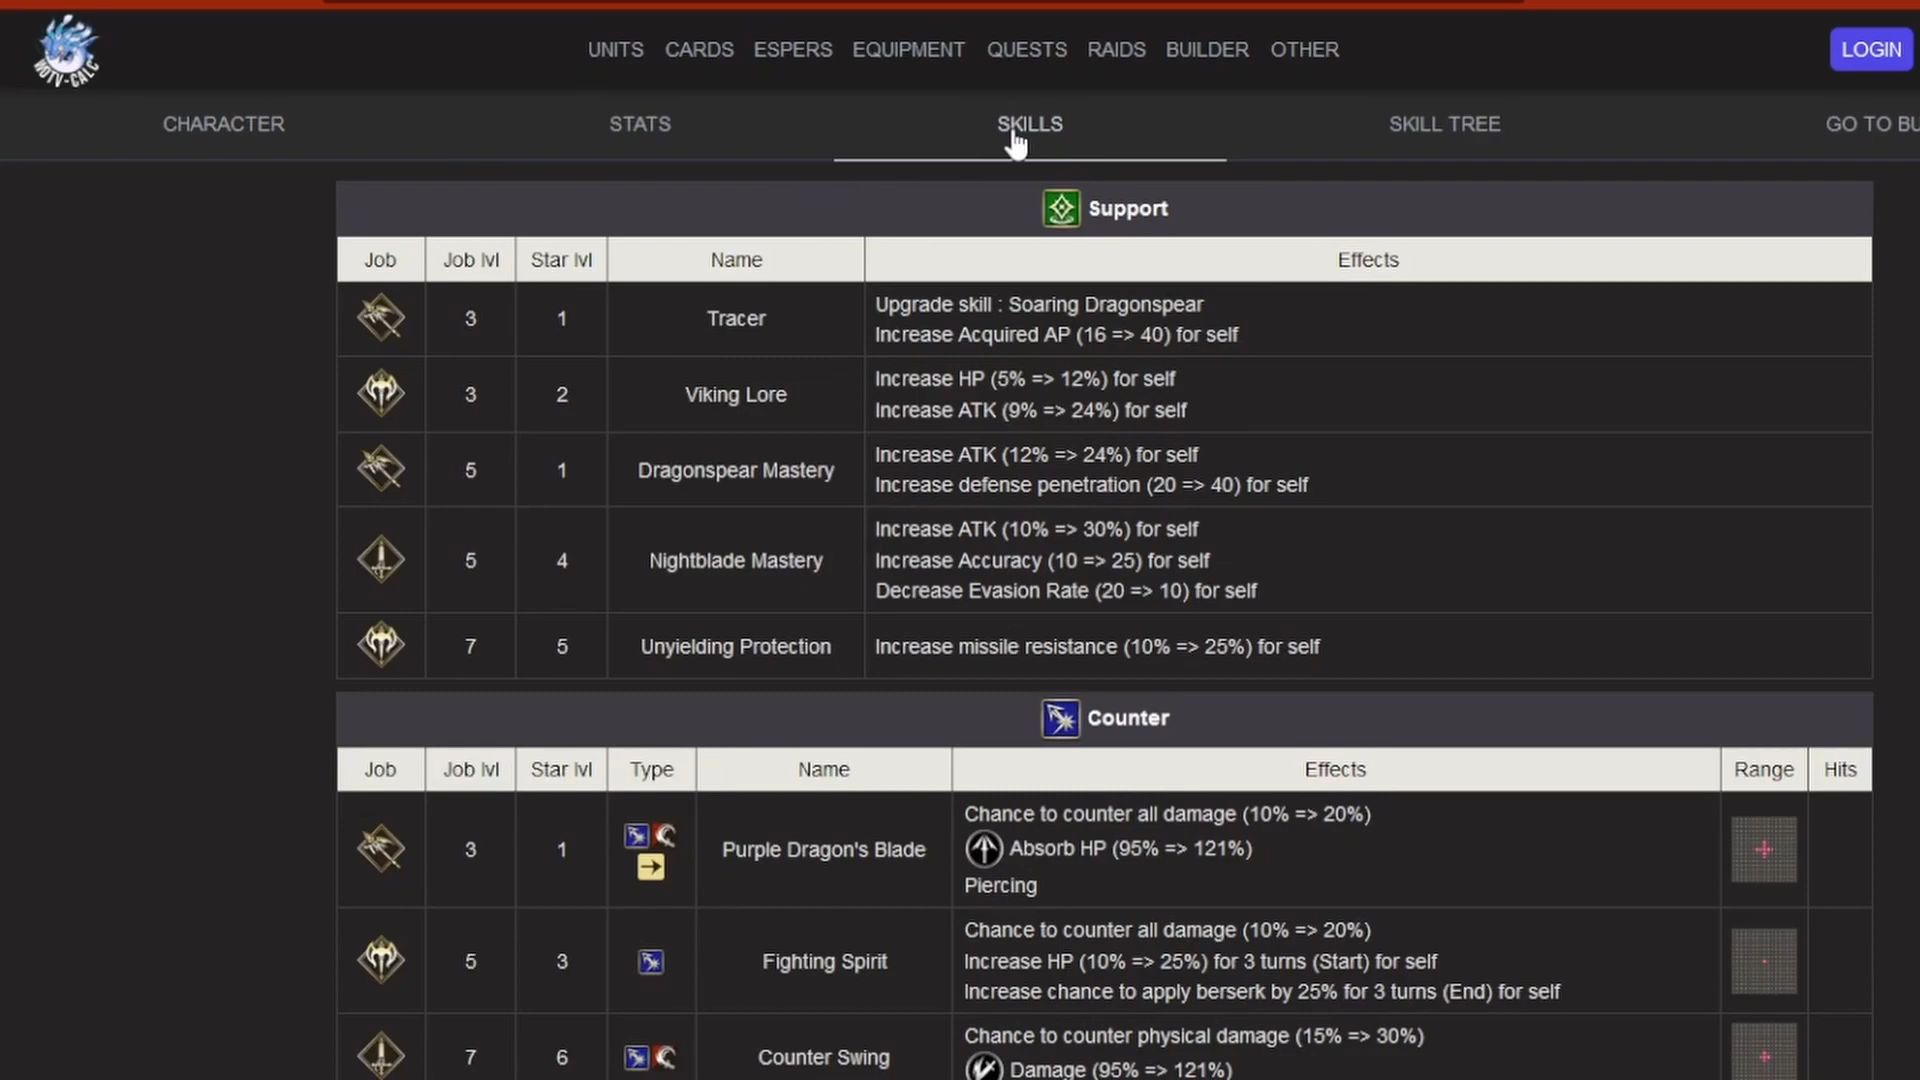 WOTV-CALC
UNITS CARDS ESPERS EQUIPMENT QUESTS RAIDS BUILDER OTHER
LOGIN
CHARACTER STATS SKILLS SKILL TREE GO TO BU
Support
Job Job lvl Star lvl Name Effects
3 1 Tracer
Upgrade skill : Soaring Dragonspear
Increase Acquired AP (16 => 40) for self
3 2 Viking Lore
Increase HP (5% => 12%) for self
Increase ATK (9% => 24%) for self
5 1 Dragonspear Mastery
Increase ATK (12% => 24%) for self
Increase defense penetration (20 => 40) for self
5 4 Nightblade Mastery
Increase ATK (10% => 30%) for self
Increase Accuracy (10 => 25) for self
Decrease Evasion Rate (20 => 10) for self
7 5 Unyielding Protection
Increase missile resistance (10% => 25%) for self
Counter
Job Job lvl Star lvl Type Name Effects Range Hits
3 1 Purple Dragon's Blade
Chance to counter all damage (10% => 20%)
Absorb HP (95% => 121%)
Piercing
5 3 Fighting Spirit
Chance to counter all damage (10% => 20%)
Increase HP (10% => 25%) for 3 turns (Start) for self
Increase chance to apply berserk by 25% for 3 turns (End) for self
7 6 Counter Swing
Chance to counter physical damage (15% => 30%)
Damage (95% => 121%)